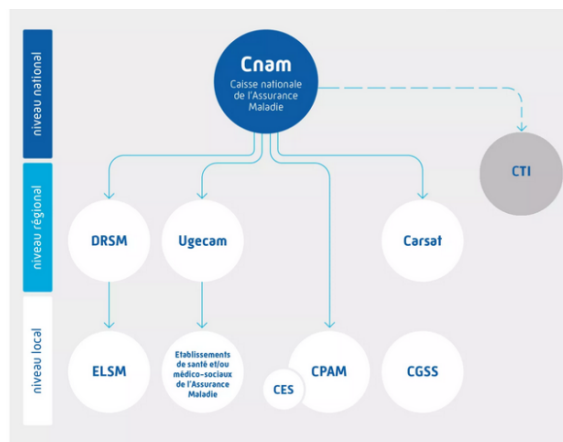 niveau national
Cnam
Caisse nationale
de l'Assurance
Maladie
CTI
niveau régional
DRSM
Ugecam
Carsat
niveau local
ELSM
Etablissements
de santé et/ou
médico-sociaux
de l'Assurance
Maladie
CES
CPAM
CGSS